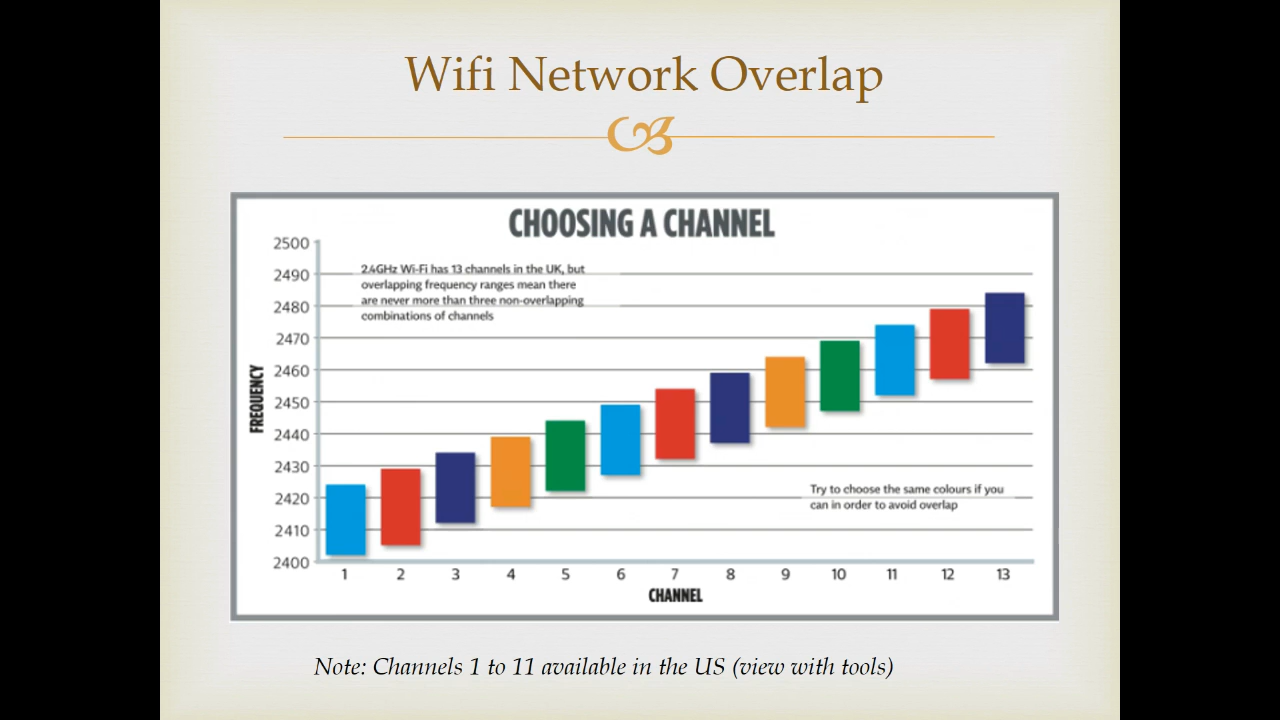 Wifi Network Overlap
CHOOSING A CHANNEL
2500
2.4GHz Wi-Fi has 13 channels in the UK, but
2490
overlapping frequency ranges mean there
are never more than three non-overlapping
2480
combinations of channels
2470
2460
2450
2440
2430
2420
2410
2400
FREQUENCY
Try to choose the same colours if you
can in order to avoid overlap
1 2 3 4 5 6 7 8 9 10 11 12 13
CHANNEL
Note: Channels 1 to 11 available in the US (view with tools)